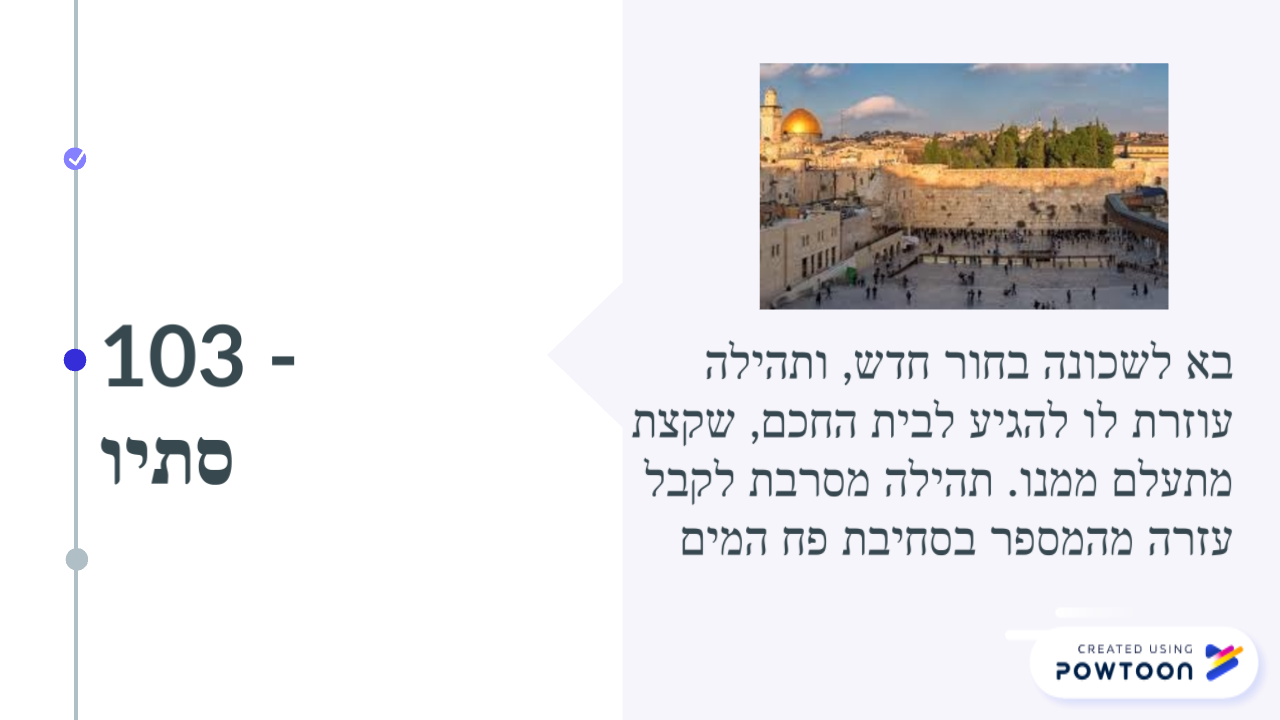 103 -
סתיו
בא לשכונה בחור חדש, ותהילה
עוזרת לו להגיע לבית החכם, שקצת
מתעלם ממנו. תהילה מסרבת לקבל
עזרה מהמספר בסחיבת פח המים
CREATED USING
POWTOON